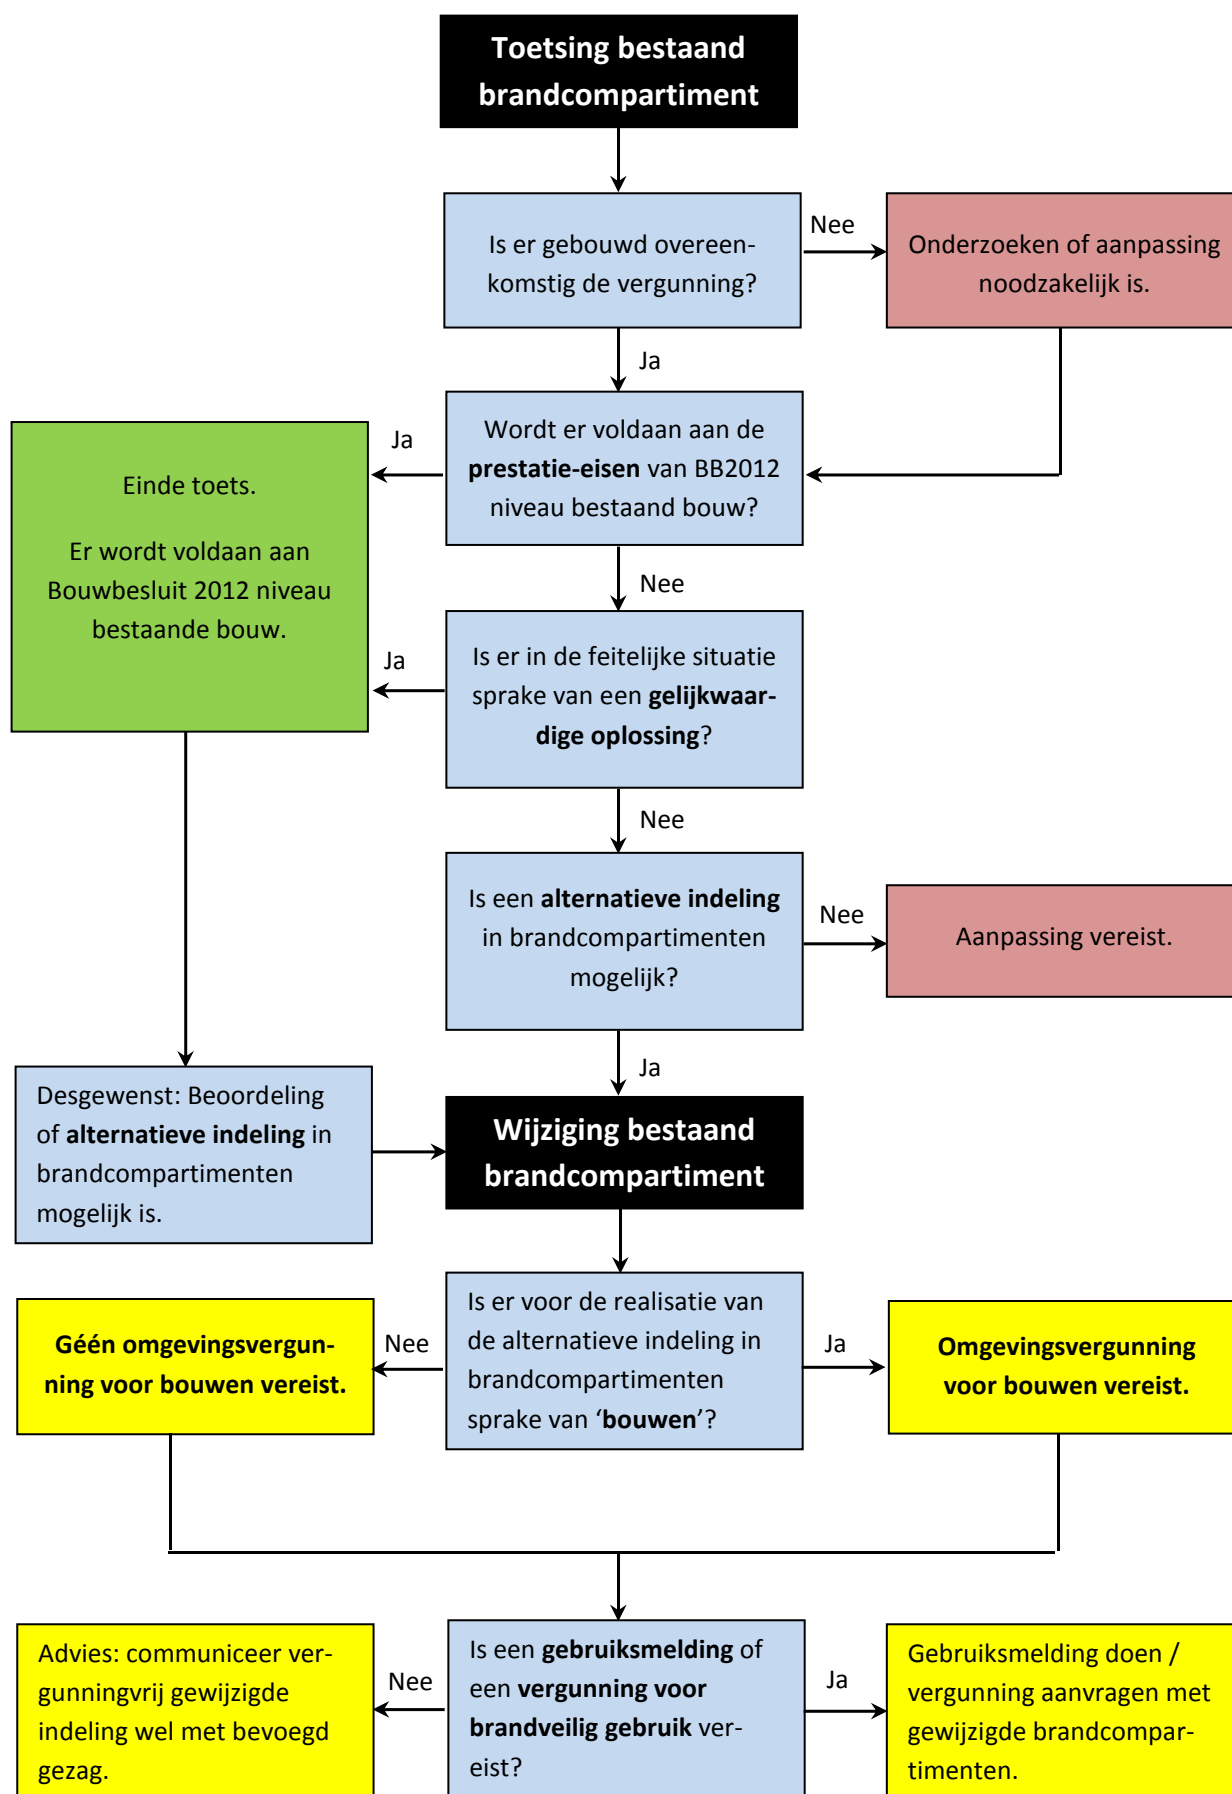 Toetsing bestaand
brandcompartiment
Is er gebouwd overeen-
komstig de vergunning?
Nee
Onderzoeken of aanpassing
noodzakelijk is.
Ja
Wordt er voldaan aan de
prestatie-eisen van BB2012
niveau bestaand bouw?
Ja
Einde toets.
Er wordt voldaan aan
Bouwbesluit 2012 niveau
bestaande bouw.
Nee
Is er in de feitelijke situatie
sprake van een gelijkwaar-
dige oplossing?
Ja
Nee
Is een alternatieve indeling
in brandcompartimenten
mogelijk?
Nee
Aanpassing vereist.
Ja
Desgewenst: Beoordeling
of alternatieve indeling in
brandcompartimenten
mogelijk is.
Wijziging bestaand
brandcompartiment
Is er voor de realisatie van
de alternatieve indeling in
brandcompartimenten
sprake van ‘bouwen’?
Nee
Géén omgevingsvergun-
ning voor bouwen vereist.
Ja
Omgevingsvergunning
voor bouwen vereist.
Is een gebruiksmelding of
een vergunning voor
brandveilig gebruik ver-
eist?
Nee
Advies: communiceer ver-
gunningvrij gewijzigde
indeling wel met bevoegd
gezag.
Ja
Gebruiksmelding doen /
vergunning aanvragen met
gewijzigde brandcompar-
timenten.